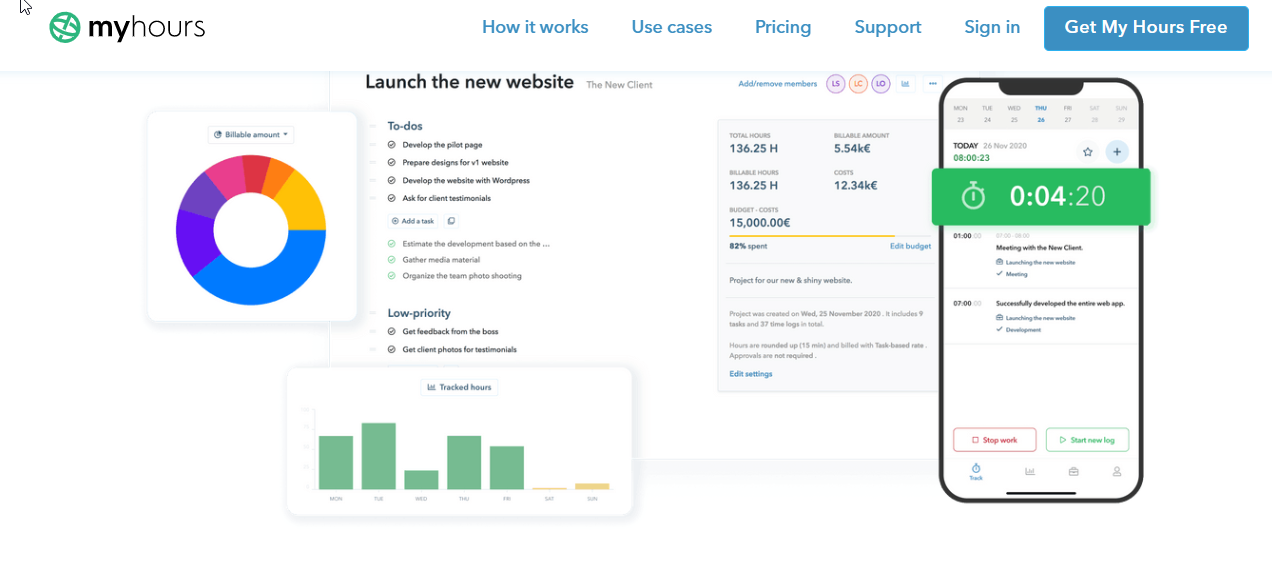 myhours
How it works
Use cases
Pricing
Support
Sign in
Get My Hours Free
Launch the new website
The New Client
Add/remove members
LS
LC
LO
Billable amount
To-dos
Develop the pilot page
Prepare designs for v1 website
Develop the website with Wordpress
Ask for client testimonials
Add a task
Estimate the development based on the ...
Gather media material
Organize the team photo shooting
Low-priority
Get feedback from the boss
Get client photos for testimonials
Tracked hours
MON TUE WED THU FRI SAT SUN
TOTAL HOURS
136.25 H
BILLABLE AMOUNT
5.54k€
BILLABLE HOURS
136.25 H
COSTS
12.34k€
BUDGET - COSTS
15,000.00€
82% spent
Edit budget
Project for our new & shiny website.
Project was created on Wed, 25 November 2020 . It includes 9
tasks and 37 time logs in total.
Hours are rounded up (15 min) and billed with Task-based rate .
Approvals are not required .
Edit settings
MON TUE WED THU FRI SAT SUN
23 24 25 26 27 28 29
TODAY 26 Nov 2020
08:00:23
0:04:20
01:00:00
07:00 - 08:00
Meeting with the New Client.
Launching the new website
Meeting
07:00:00
Successfully developed the entire web app.
Launching the new website
Development
Stop work
Start new log
Track